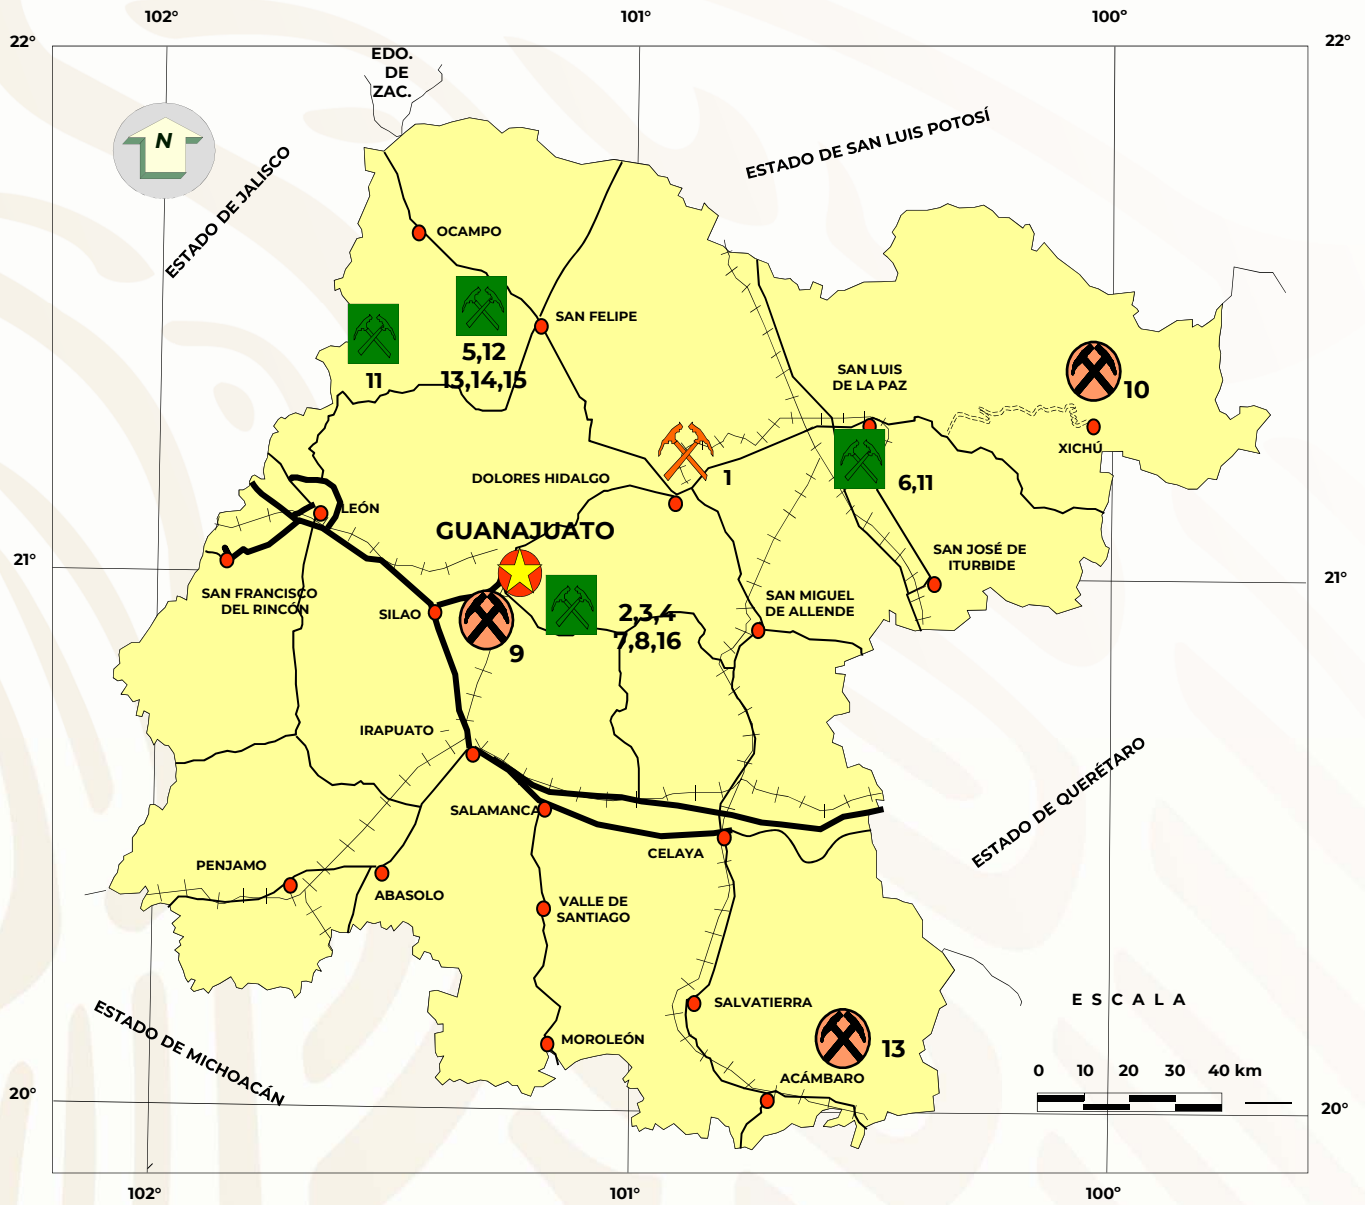 102°
101°
100°
22°
22°
EDO.
DE
ZAC.
N
ESTADO DE JALISCO
ESTADO DE SAN LUIS POTOSÍ
OCAMPO
SAN FELIPE
5,12
13,14,15
11
SAN LUIS
DE LA PAZ
10
XICHÚ
DOLORES HIDALGO
1
6,11
LEÓN
GUANAJUATO
21°
21°
SAN JOSÉ DE
ITURBIDE
SAN FRANCISCO
DEL RINCÓN
SILAO
9
2,3,4
7,8,16
SAN MIGUEL
DE ALLENDE
IRAPUATO
ESTADO DE QUERÉTARO
SALAMANCA
CELAYA
PENJAMO
ABASOLO
VALLE DE
SANTIAGO
SALVATIERRA
ESCALA
ESTADO DE MICHOACÁN
MOROLEÓN
13
ACÁMBARO
0 10 20 30 40 km
20°
20°
102°
101°
100°